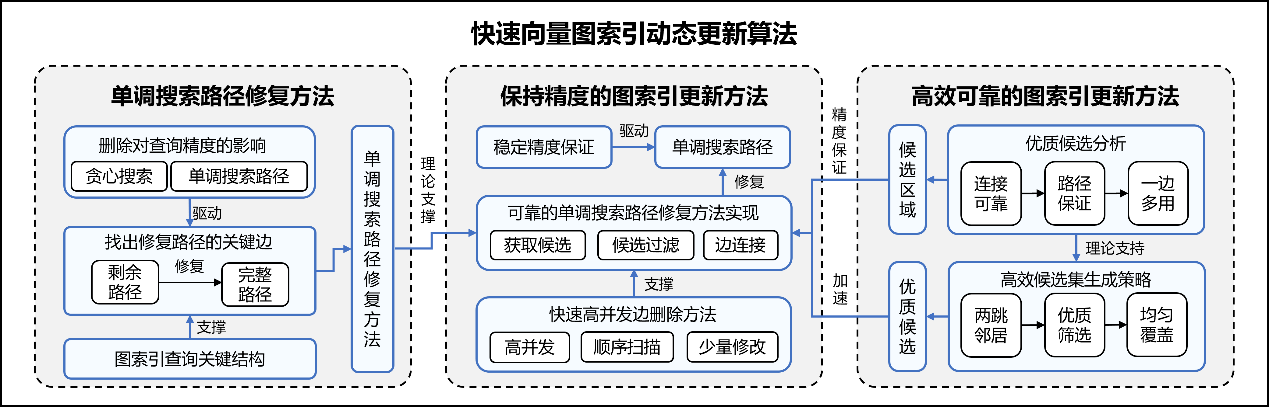 快速向量图索引动态更新算法
单调搜索路径修复方法
删除对查询精度的影响
贪心搜索
单调搜索路径
驱动
找出修复路径的关键边
剩余
路径
修复
完整
路径
支撑
图索引查询关键结构
单调搜索路径修复方法
理论支撑
保持精度的图索引更新方法
稳定精度保证
驱动
单调搜索路径
修复
可靠的单调搜索路径修复方法实现
获取候选
候选过滤
边连接
支撑
快速高并发边删除方法
高并发
顺序扫描
少量修改
精度保证
加速
高效可靠的图索引更新方法
候选区域
优质候选分析
连接
可靠
路径
保证
一边
多用
理论支持
优质候选
高效候选集生成策略
两跳
邻居
优质
筛选
均匀
覆盖